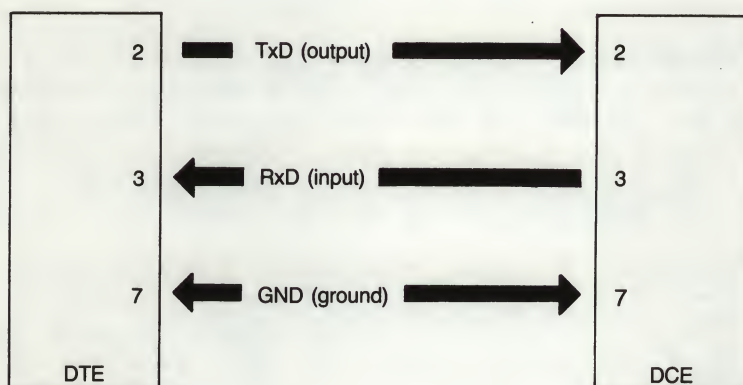 2 TxD (output) 2
3 RxD (input) 3
7 GND (ground) 7
DTE DCE